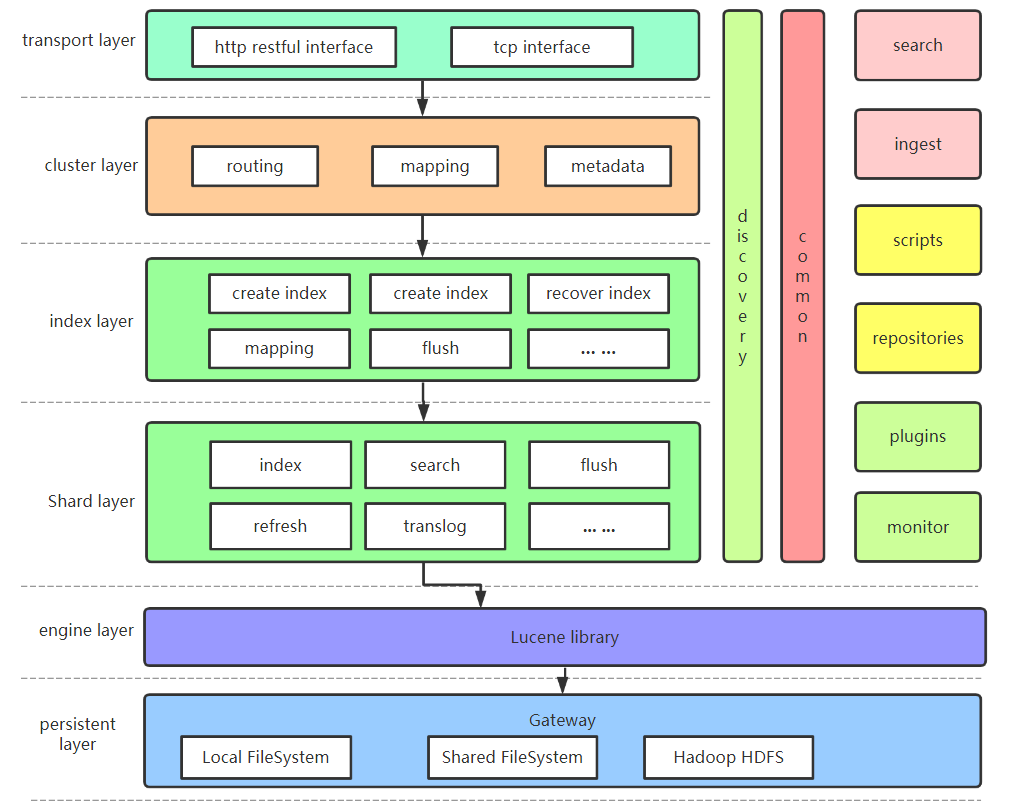 transport layer
http restful interface
tcp interface
cluster layer
routing
mapping
metadata
index layer
create index
create index
recover index
mapping
flush
... ...
Shard layer
index
search
flush
refresh
translog
... ...
discovery
common
search
ingest
scripts
repositories
plugins
monitor
engine layer
Lucene library
persistent
layer
Gateway
Local FileSystem
Shared FileSystem
Hadoop HDFS